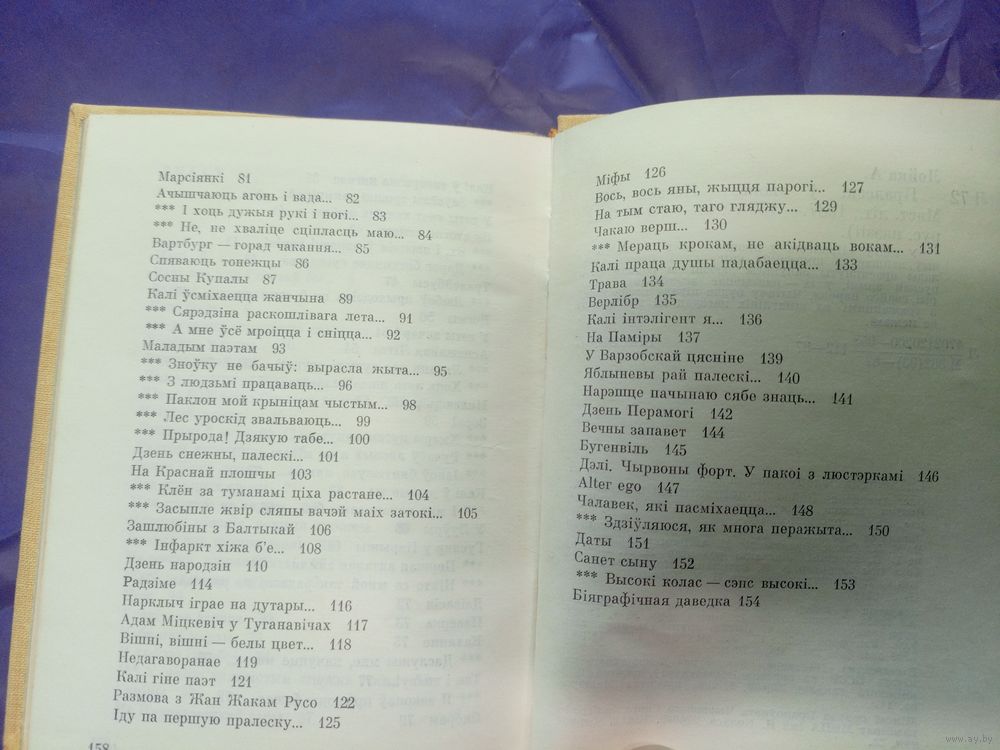 Марсіянкі 81
Ачышчаюць агонь і вада... 82
*** І хоць дужыя рукі і ногі... 83
*** Не, не хваліце сціпласць маю... 84
Вартбург — горад чакання... 85
Спяваюць тонежцы 86
Сосны Купалы 87
Калі ўсміхаецца жанчына 89
*** Сярэдзіна раскошлівага лета... 91
*** А мне ўсё мроіцца і сніцца... 92
Маладым паэтам 93
*** Зноўку не бачыў: вырасла жыта... 95
*** З людзьмі працаваць... 96
*** Паклон мой крыніцам чыстым... 98
*** Лес уроскід звальваюць... 99
*** Прырода! Дзякую табе... 100
Дзень снежны, палескі... 101
На Краснай плошчы 103
*** Клён за туманамі ціха растане... 104
*** Засыпле жвір сляпы вачэй маіх затокі... 105
Зашлюбіны з Балтыкай 106
*** Інфаркт хіжа б'е... 108
Дзень народзін 110
Радзіме 114
Нарклыч іграе на дутары... 116
Адам Міцкевіч у Туганавічах 117
Вішні, вішні — белы цвет... 118
Недагаворанае 119
Калі гіне паэт 121
Размова з Жан Жакам Русо 122
Іду на першую пралеску... 125
158
Міфы 126
Вось, вось яны, жыцця парогі... 127
На тым стаю, таго гляджу... 129
Чакаю верш... 130
*** Мераць крокам, не акідваць вокам... 131
Калі праца душы падабаецца... 133
Трава 134
Верлібр 135
Калі інтэлігент я... 136
На Паміры 137
У Варзобскай цясніне 139
Яблыневы рай палескі... 140
Нарэшце пачынаю сябе знаць... 141
Дзень Перамогі 142
Вечны запавет 144
Бугенвіль 145
Дэлі. Чырвоны форт. У пакоі з люстэркамі 146
Alter ego 147
Чалавек, які пасміхаецца... 148
*** Здзіўляюся, як многа перажыта... 150
Даты 151
Санет сыну 152
*** Высокі колас — сэнс высокі... 153
Біяграфічная даведка 154
www.ay.by